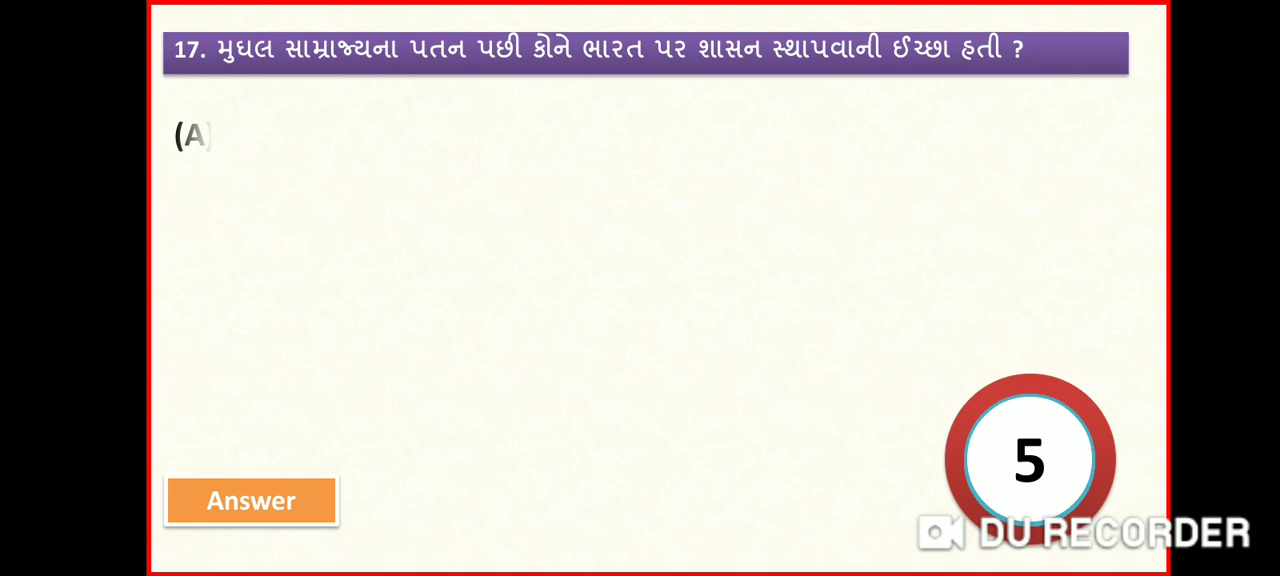 17. મુઘલ સામ્રાજ્યના પતન પછી કોને ભારત પર શાસન સ્થાપવાની ઈચ્છા હતી ?
(A)
5
Answer
DU RECORDER